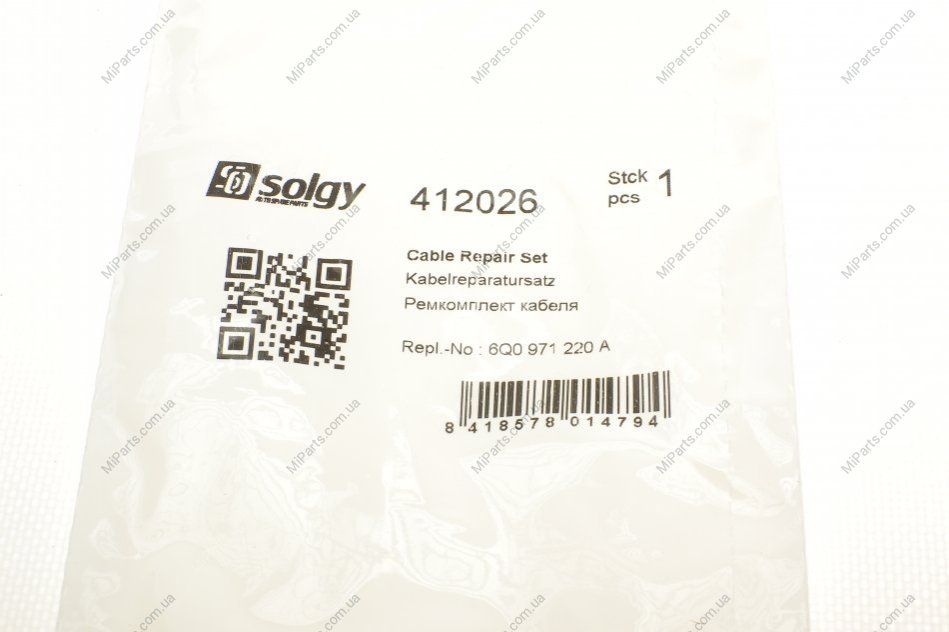 solgy
AUTO SPARE PARTS
412026
Stck
pcs 1
Cable Repair Set
Kabelreparatursatz
Ремкомплект кабеля
Repl.-No : 6Q0 971 220 A
8 418578 014794
MiParts.com.ua